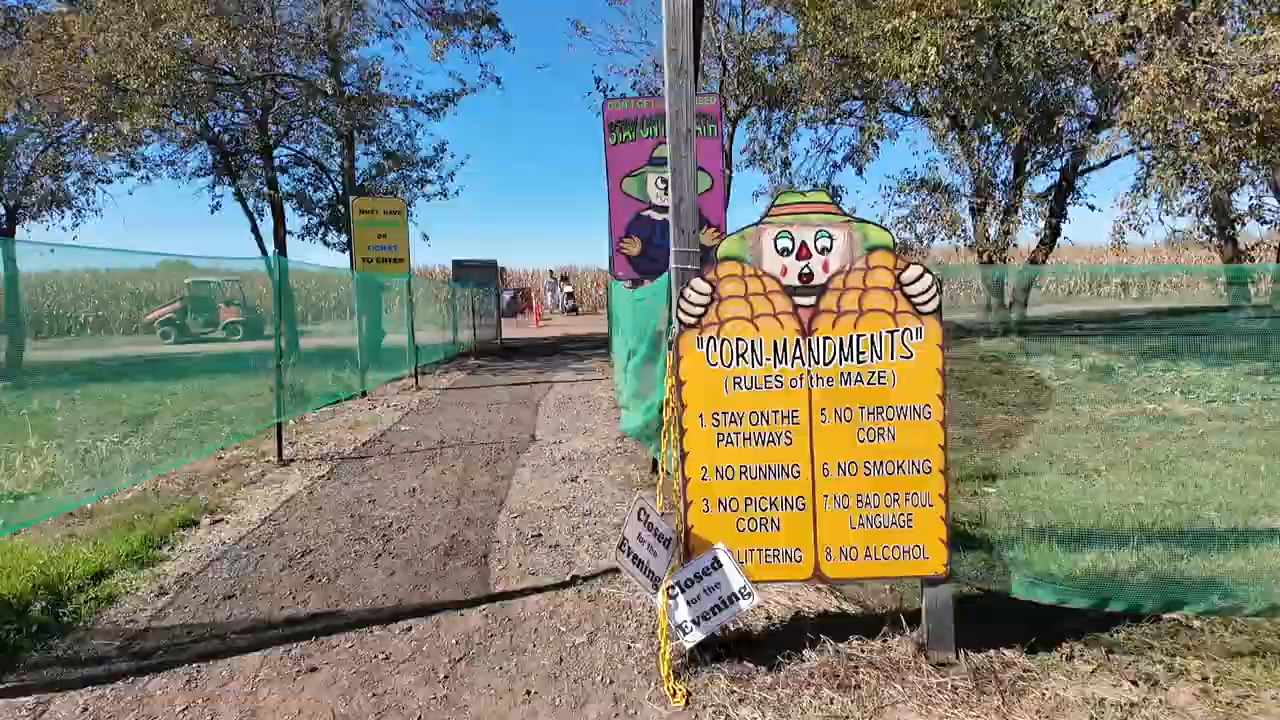 DON'T GET
STAY ON
MUST HAVE
OR
TICKET
TO ENTER
"CORN-MANDMENTS"
(RULES of the MAZE)
1. STAY ON THE
PATHWAYS
2. NO RUNNING
3. NO PICKING
CORN
LITTERING
5. NO THROWING
CORN
6. NO SMOKING
7. NO BAD OR FOUL
LANGUAGE
8. NO ALCOHOL
Closed
for the
Evening
Closed
for the
Evening